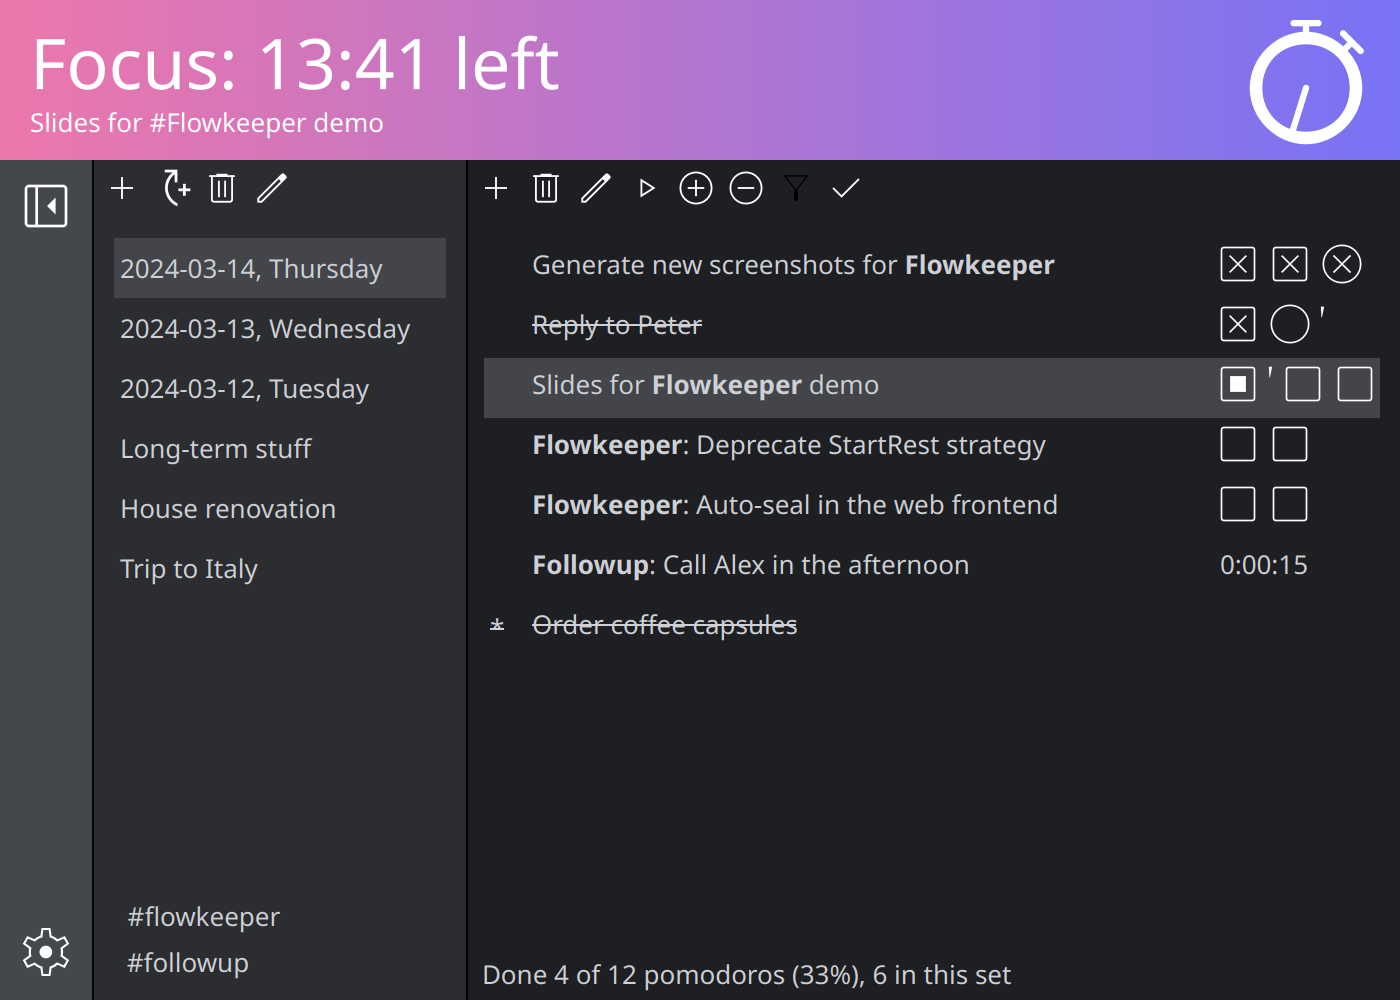 Focus: 13:41 left
Slides for #Flowkeeper demo
2024-03-14, Thursday
2024-03-13, Wednesday
2024-03-12, Tuesday
Long-term stuff
House renovation
Trip to Italy
#flowkeeper
#followup
Generate new screenshots for Flowkeeper
Reply to Peter '
Slides for Flowkeeper demo '
Flowkeeper: Deprecate StartRest strategy
Flowkeeper: Auto-seal in the web frontend
Followup: Call Alex in the afternoon 0:00:15
* Order coffee capsules
Done 4 of 12 pomodoros (33%), 6 in this set